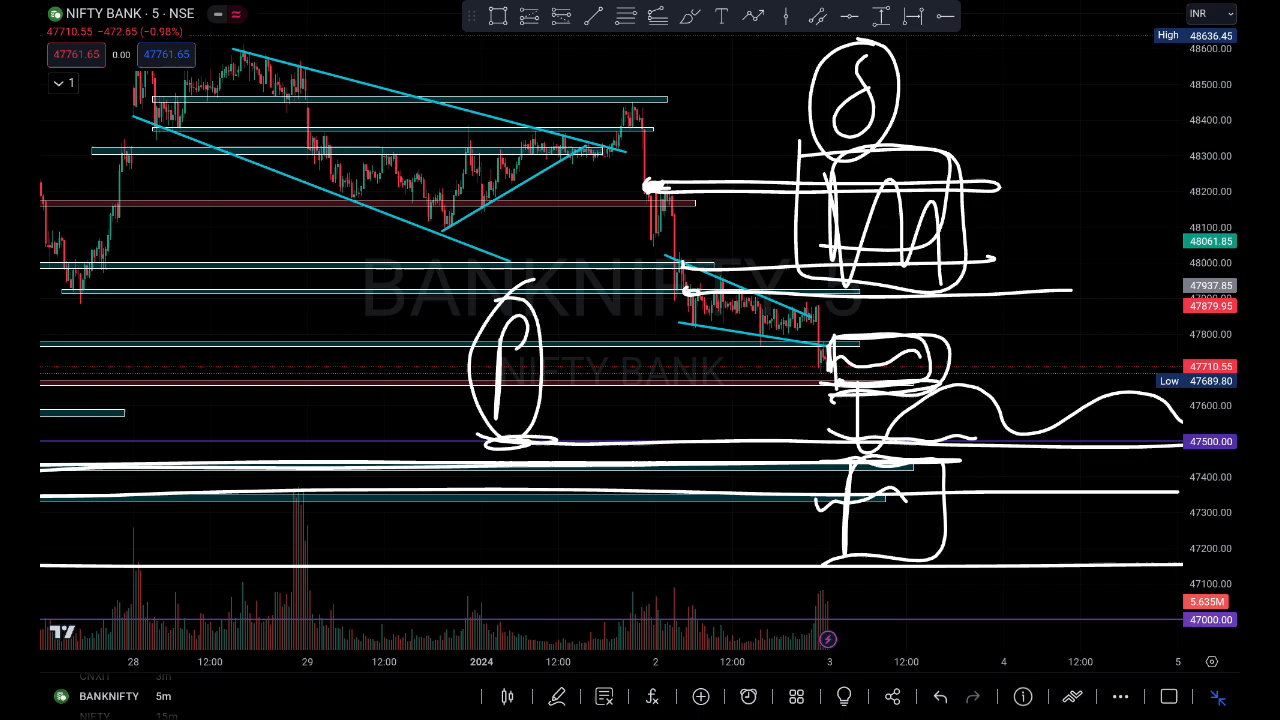 NIFTY BANK · 5 · NSE
47710.55 −472.65 (−0.98%)
47761.65 0.00 47761.65
1
INR
High 48636.45
48600.00
48500.00
48400.00
48300.00
48200.00
48100.00
48061.85
48000.00
47937.85
47879.95
47800.00
47710.55
Low 47689.80
47600.00
47500.00
47400.00
47300.00
47200.00
47100.00
5.635M
47000.00
BANKNIFTY, 5
NIFTY BANK
28 12:00 29 12:00 2024 12:00 2 12:00 3 12:00 4 12:00 5
CNXIT 3m
BANKNIFTY 5m
NIFTY 15m